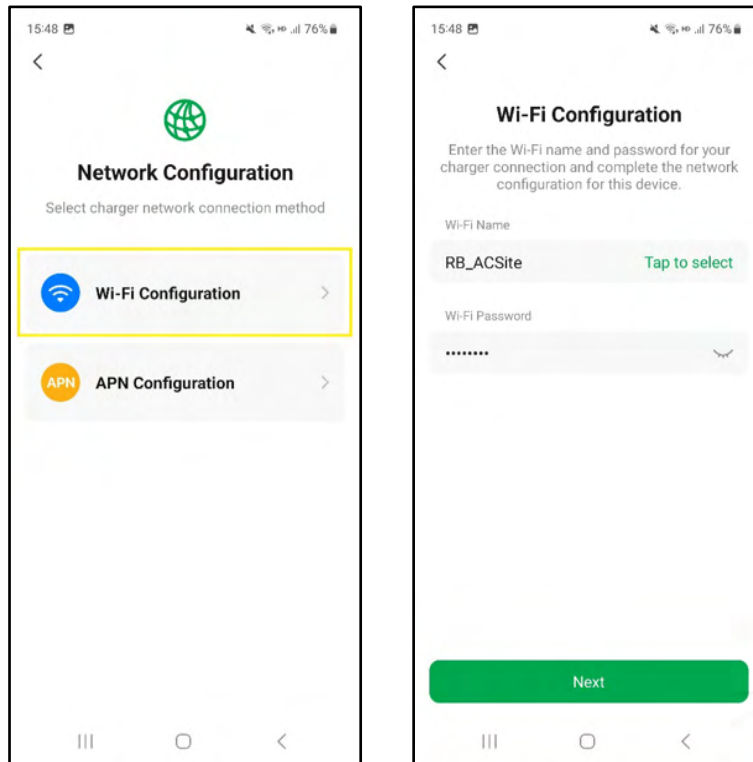 15:48
76%
Network Configuration
Select charger network connection method
Wi-Fi Configuration
APN
APN Configuration
15:48
76%
Wi-Fi Configuration
Enter the Wi-Fi name and password for your
charger connection and complete the network
configuration for this device.
Wi-Fi Name
RB_ACSite
Tap to select
Wi-Fi Password
••••••••
Next